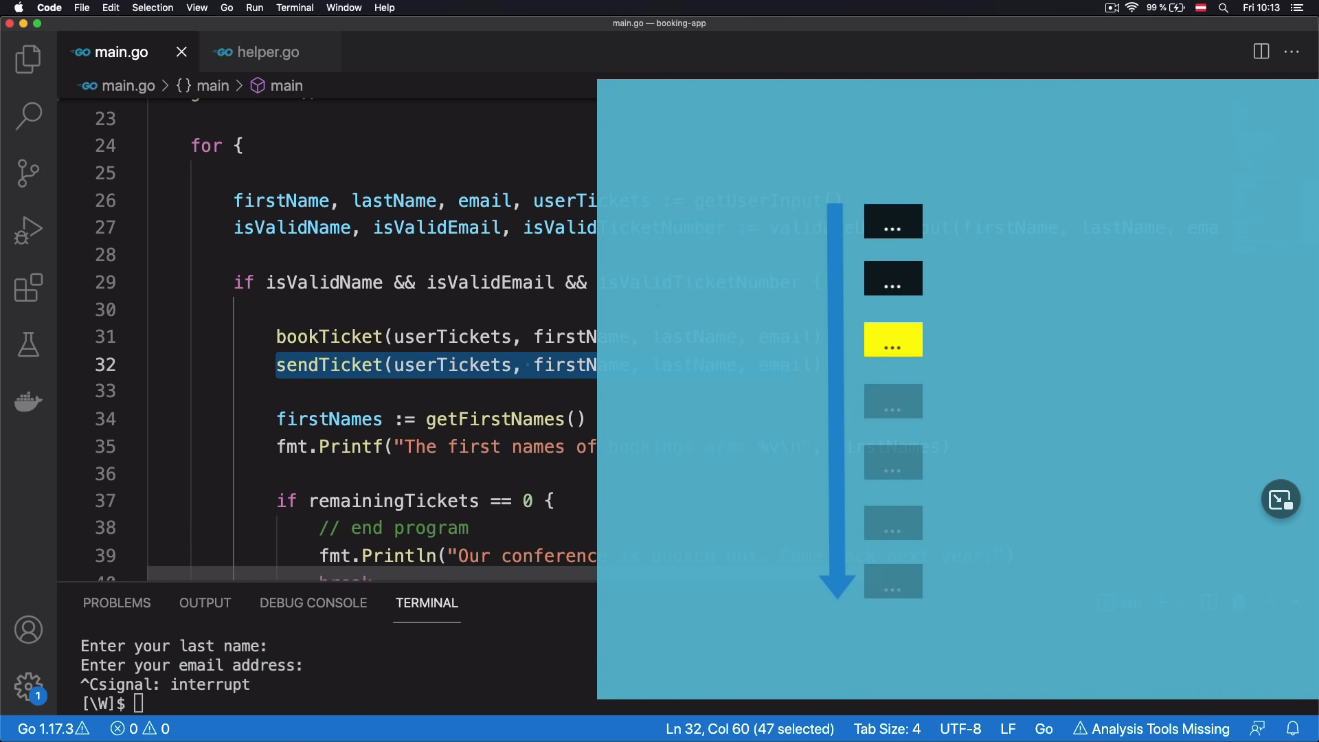 Code File Edit Selection View Go Run Terminal Window Help 99 % Fri 10:13
main.go — booking-app
main.go helper.go
main.go > {} main > main
23
24 for {
25
26 firstName, lastName, email, userTickets := getUserInput()
27 isValidName, isValidEmail, isValidTicketNumber := validateUserInput(firstName, lastName, ema
28
29 if isValidName && isValidEmail && isValidTicketNumber {
30
31 bookTicket(userTickets, firstName, lastName, email)
32 sendTicket(userTickets, firstName, lastName, email)
33
34 firstNames := getFirstNames()
35 fmt.Printf("The first names of bookings are: %v\n", firstNames)
36
37 if remainingTickets == 0 {
38 // end program
39 fmt.Println("Our conference is booked out. Come back next year.")
40 break
...
...
...
...
...
...
...
PROBLEMS OUTPUT DEBUG CONSOLE TERMINAL
Enter your last name:
Enter your email address:
^Csignal: interrupt
[\W]$
1
Go 1.17.3 0 0 Ln 32, Col 60 (47 selected) Tab Size: 4 UTF-8 LF Go Analysis Tools Missing